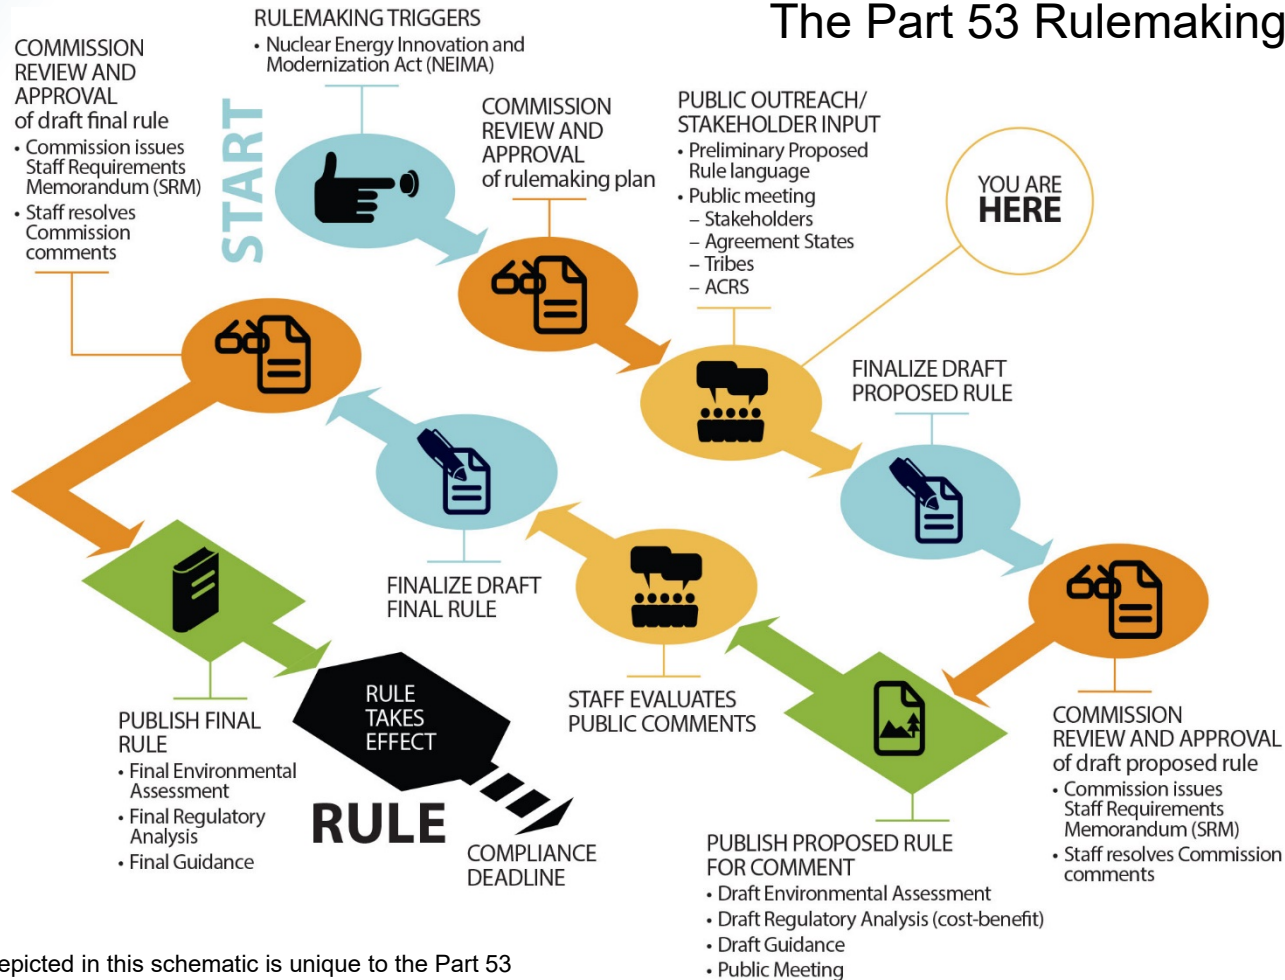 The Part 53 Rulemaking
RULEMAKING TRIGGERS
• Nuclear Energy Innovation and
Modernization Act (NEIMA)
START
COMMISSION
REVIEW AND
APPROVAL
of rulemaking plan
PUBLIC OUTREACH/
STAKEHOLDER INPUT
• Preliminary Proposed
Rule language
• Public meeting
– Stakeholders
– Agreement States
– Tribes
– ACRS
YOU ARE
HERE
FINALIZE DRAFT
PROPOSED RULE
COMMISSION
REVIEW AND APPROVAL
of draft proposed rule
• Commission issues
Staff Requirements
Memorandum (SRM)
• Staff resolves Commission
comments
PUBLISH PROPOSED RULE
FOR COMMENT
• Draft Environmental Assessment
• Draft Regulatory Analysis (cost-benefit)
• Draft Guidance
• Public Meeting
STAFF EVALUATES
PUBLIC COMMENTS
FINALIZE DRAFT
FINAL RULE
COMMISSION
REVIEW AND
APPROVAL
of draft final rule
• Commission issues
Staff Requirements
Memorandum (SRM)
• Staff resolves
Commission
comments
PUBLISH FINAL
RULE
• Final Environmental
Assessment
• Final Regulatory
Analysis
• Final Guidance
RULE
TAKES
EFFECT
RULE
COMPLIANCE
DEADLINE
epicted in this schematic is unique to the Part 53